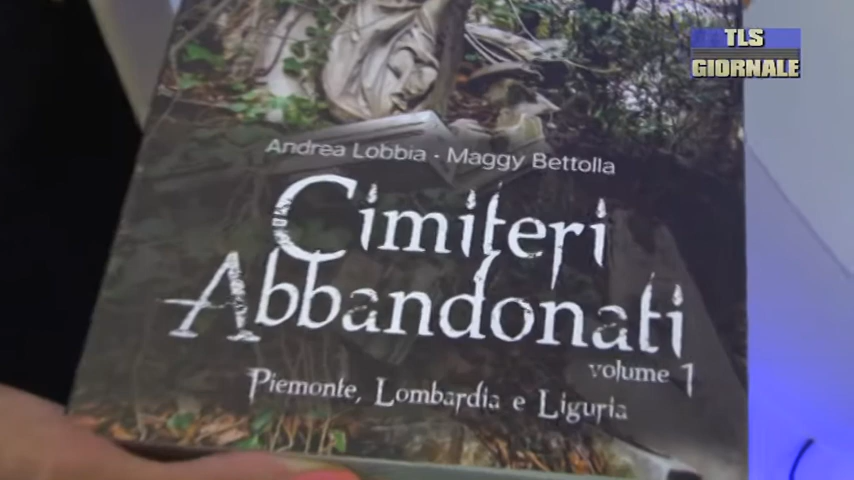 TLS
GIORNALE
Andrea Lobbia · Maggy Bettolla
Cimiteri
Abbandonati
volume 1
Piemonte, Lombardia e Liguria